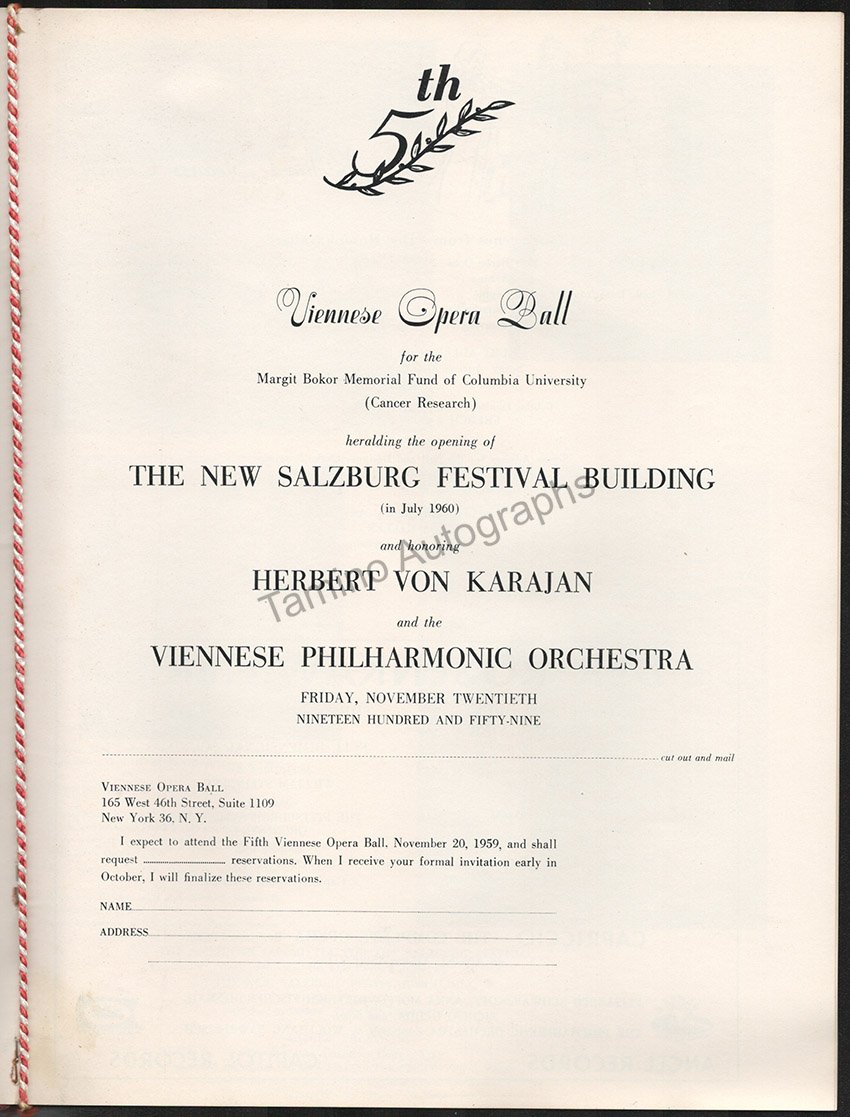 5th
Viennese Opera Ball
for the
Margit Bokor Memorial Fund of Columbia University
(Cancer Research)
heralding the opening of
THE NEW SALZBURG FESTIVAL BUILDING
(in July 1960)
and honoring
HERBERT VON KARAJAN
Tamino Autographs
and the
VIENNESE PHILHARMONIC ORCHESTRA
FRIDAY, NOVEMBER TWENTIETH
NINETEEN HUNDRED AND FIFTY-NINE
cut out and mail
VIENNESE OPERA BALL
165 West 46th Street, Suite 1109
New York 36, N. Y.
I expect to attend the Fifth Viennese Opera Ball, November 20, 1959, and shall
request ........................ reservations. When I receive your formal invitation early in
October, I will finalize these reservations.
NAME
ADDRESS
CAPITOL RECORDS
ANGEL RECORDS